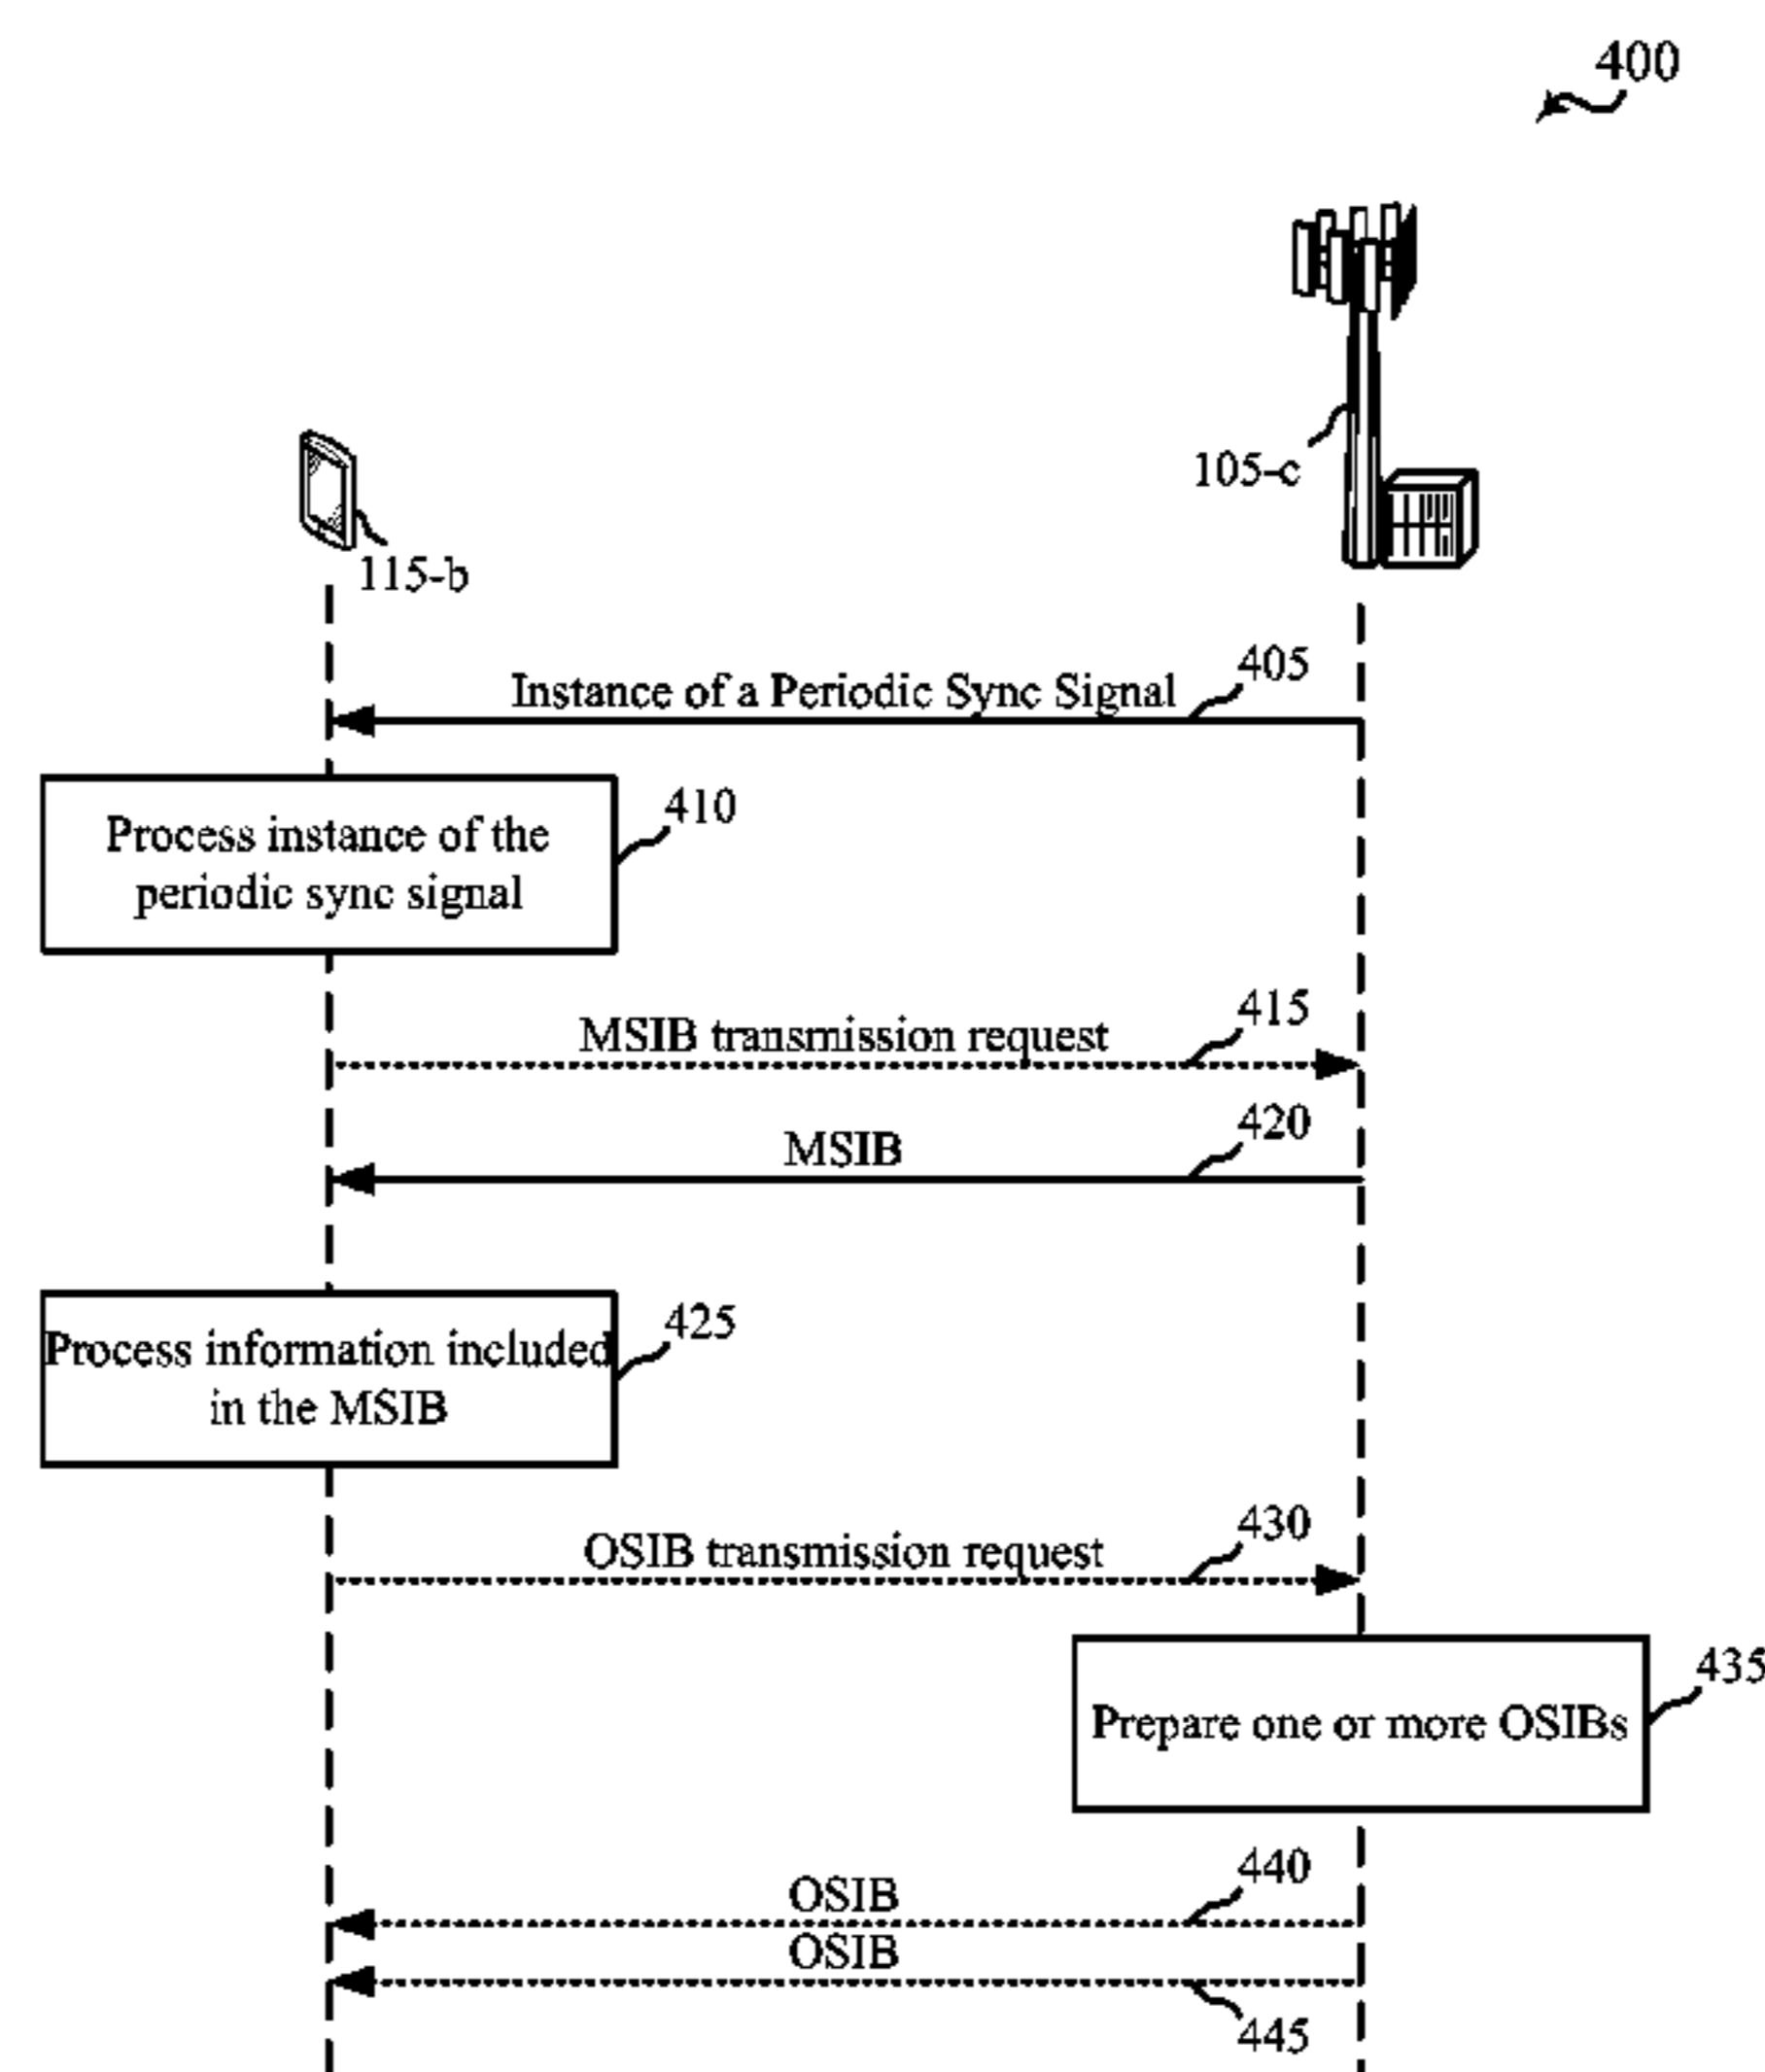 400
105-c
115-b
405
Instance of a Periodic Sync Signal
410
Process instance of the
periodic sync signal
415
MSIB transmission request
420
MSIB
425
Process information included
in the MSIB
430
OSIB transmission request
435
Prepare one or more OSIBs
440
OSIB
OSIB
445